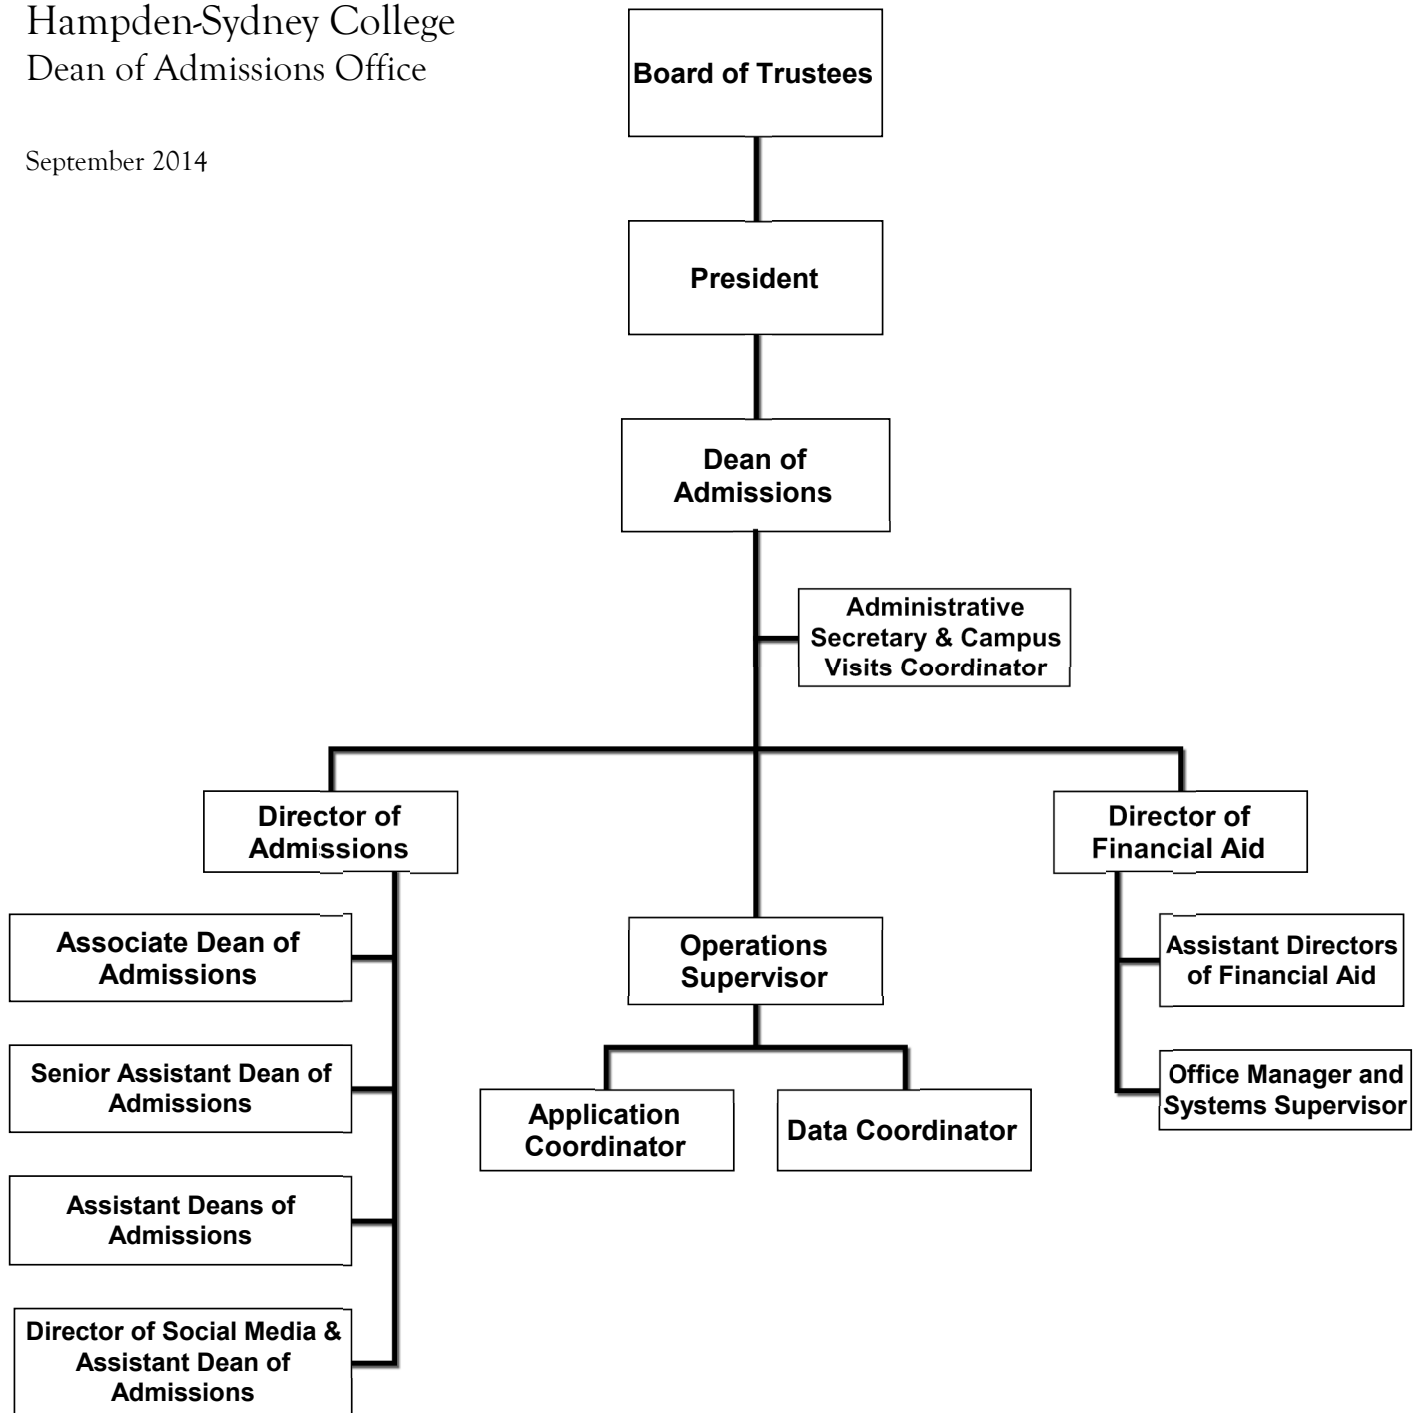 Hampden-Sydney College
Dean of Admissions Office
September 2014
Board of Trustees
President
Dean of
Admissions
Administrative
Secretary & Campus
Visits Coordinator
Director of
Admissions
Director of
Financial Aid
Associate Dean of
Admissions
Operations
Supervisor
Assistant Directors
of Financial Aid
Senior Assistant Dean of
Admissions
Office Manager and
Systems Supervisor
Application
Coordinator
Data Coordinator
Assistant Deans of
Admissions
Director of Social Media &
Assistant Dean of
Admissions